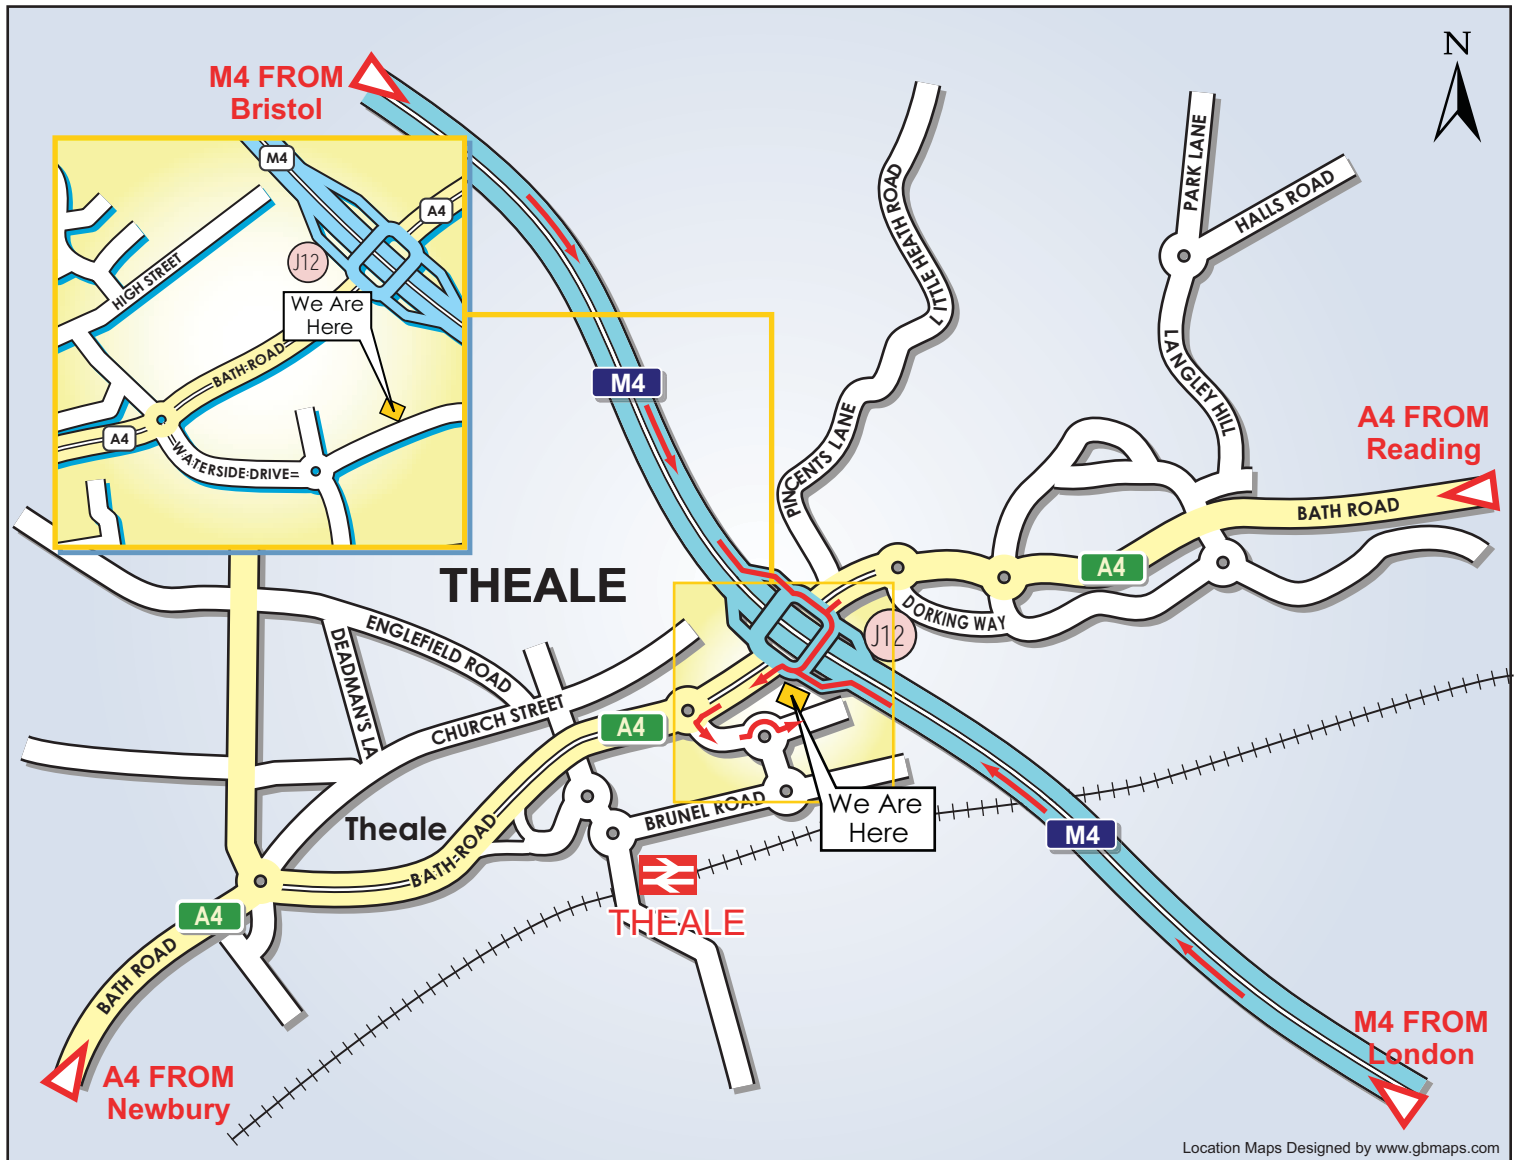 N
M4 FROM
Bristol
M4
A4
J12
HIGH STREET
We Are
Here
BATH ROAD
A4
WATERSIDE DRIVE
M4
LITTLE HEATH ROAD
PARK LANE
HALLS ROAD
LANGLEY HILL
PINCENTS LANE
A4 FROM
Reading
BATH ROAD
A4
DORKING WAY
J12
THEALE
ENGLEFIELD ROAD
DEADMAN'S LA
CHURCH STREET
A4
BRUNEL ROAD
We Are
Here
M4
Theale
BATH ROAD
THEALE
A4
BATH ROAD
A4 FROM
Newbury
M4 FROM
London
Location Maps Designed by www.gbmaps.com